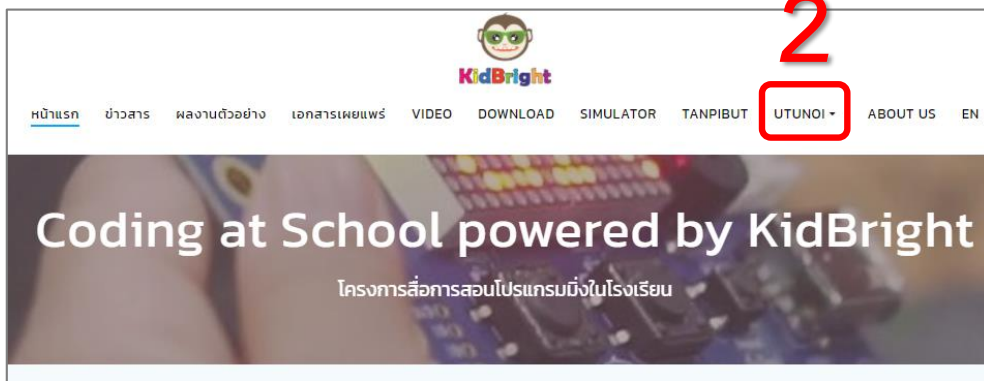 2
KidBright
หน้าแรก ข่าวสาร ผลงานตัวอย่าง เอกสารเผยแพร่ VIDEO DOWNLOAD SIMULATOR TANPIBUT UTUNOI ABOUT US EN
Coding at School powered by KidBright
โครงการสื่อการสอนโปรแกรมมิ่งในโรงเรียน